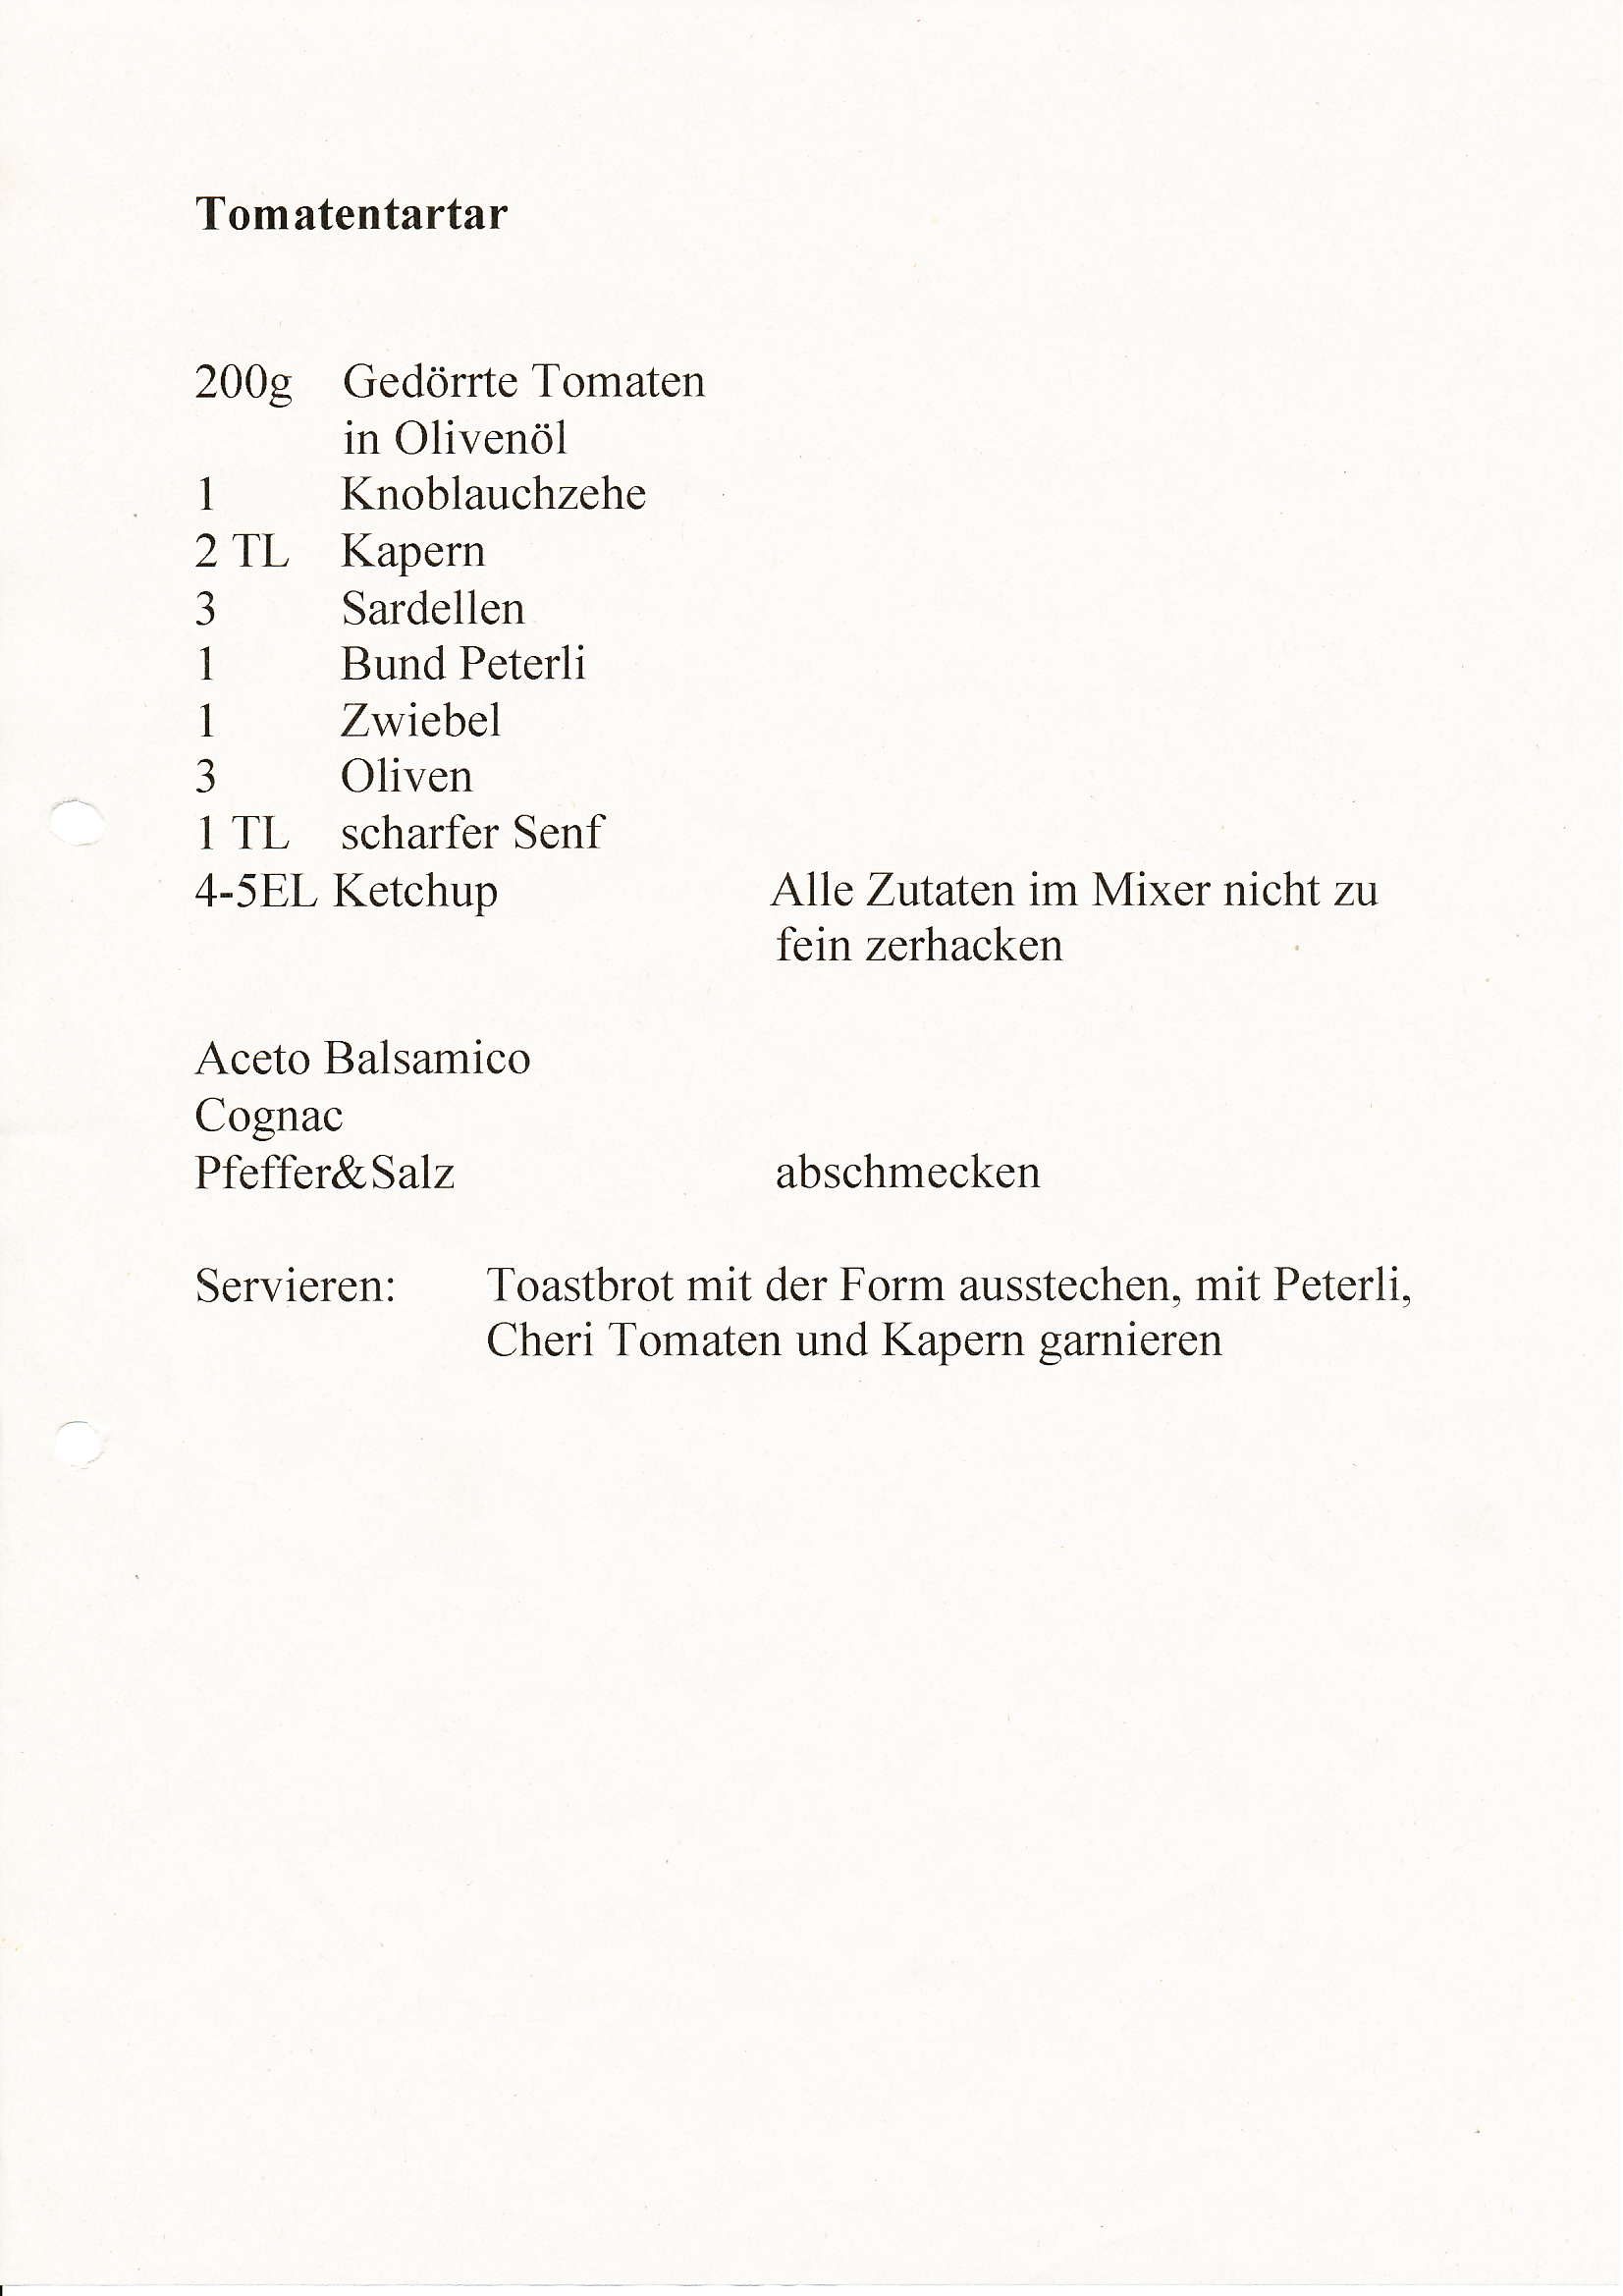 Tomatentartar
200g Gedörrte Tomaten
in Olivenöl
1 Knoblauchzehe
2 TL Kapern
3 Sardellen
1 Bund Peterli
1 Zwiebel
3 Oliven
1 TL scharfer Senf
4-5EL Ketchup Alle Zutaten im Mixer nicht zu
fein zerhacken
Aceto Balsamico
Cognac
Pfeffer&Salz abschmecken
Servieren: Toastbrot mit der Form ausstechen, mit Peterli,
Cheri Tomaten und Kapern garnieren